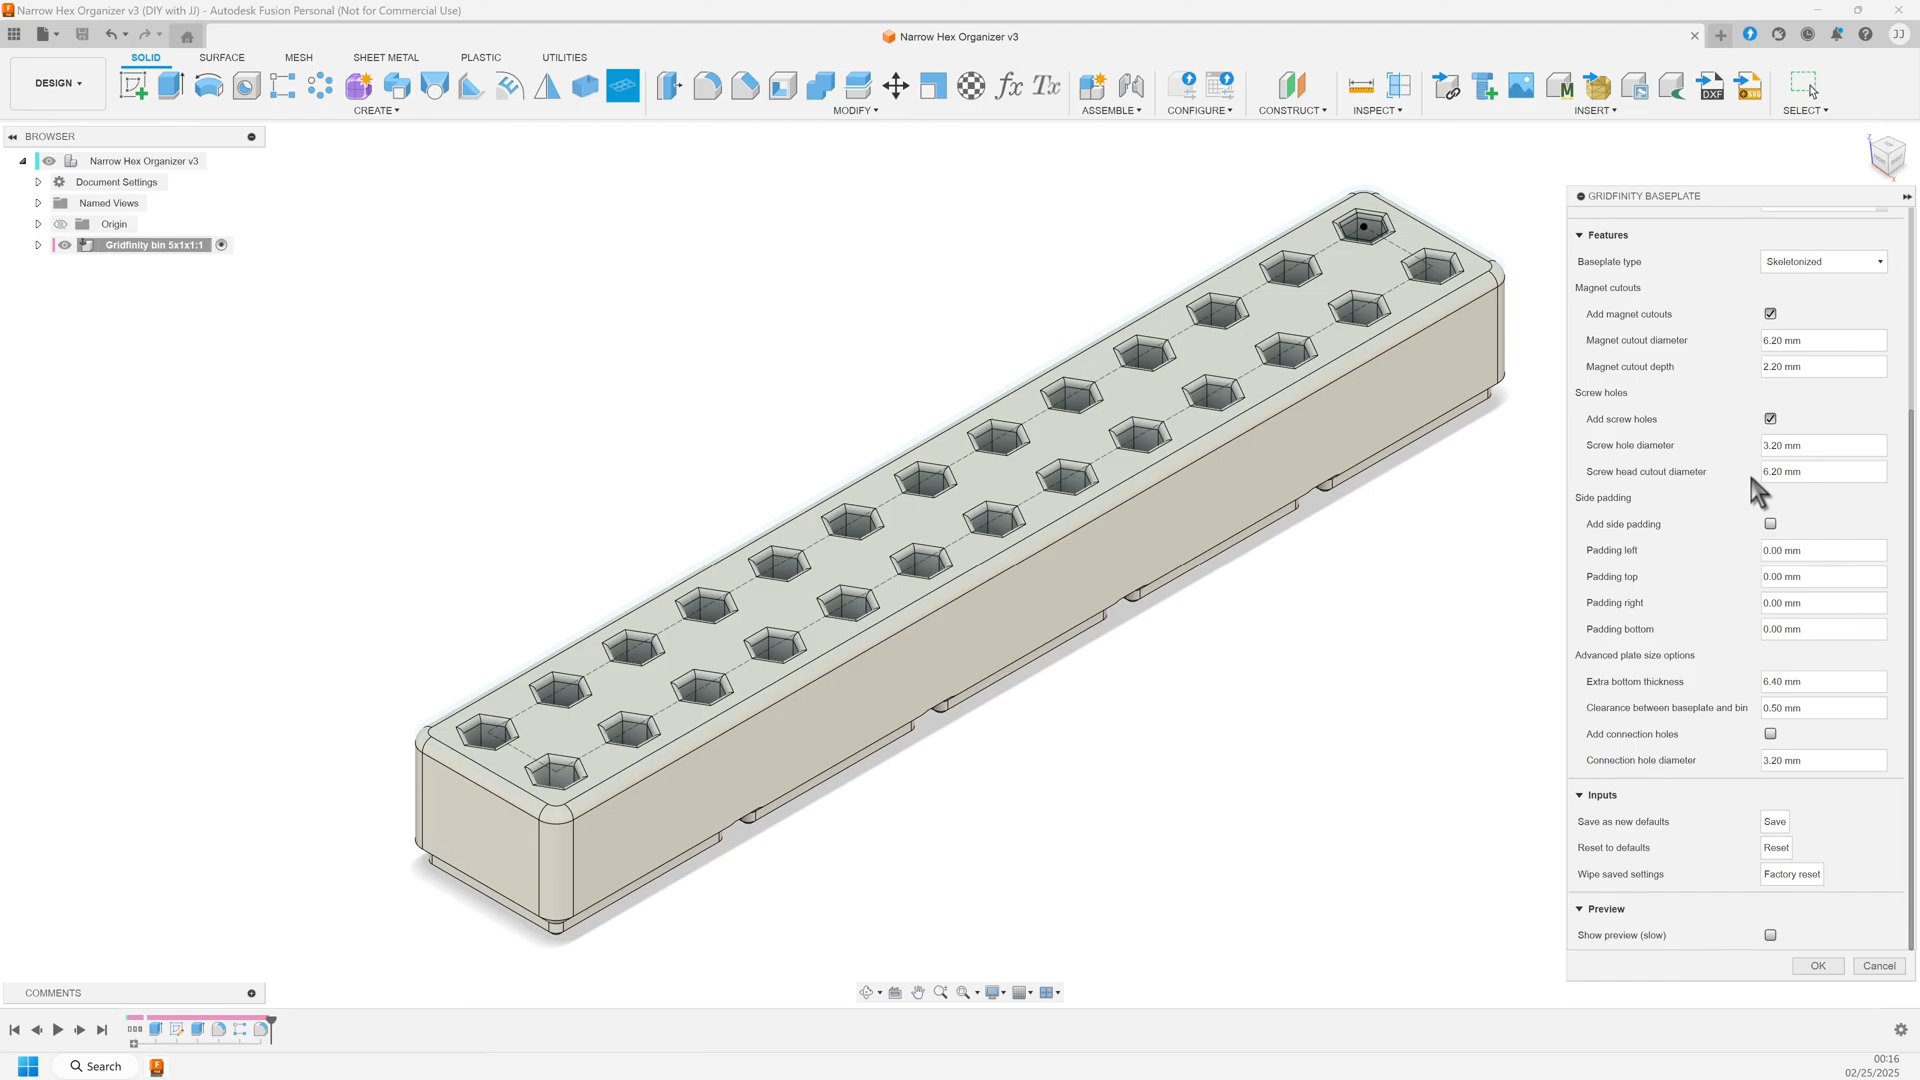 Narrow Hex Organizer v3 (DIY with JJ) - Autodesk Fusion Personal (Not for Commercial Use)
Narrow Hex Organizer v3
JJ
DESIGN
SOLID
SURFACE
MESH
SHEET METAL
PLASTIC
UTILITIES
CREATE
MODIFY
ASSEMBLE
CONFIGURE
CONSTRUCT
INSPECT
INSERT
SELECT
BROWSER
Narrow Hex Organizer v3
Document Settings
Named Views
Origin
Gridfinity bin 5x1x1:1
GRIDFINITY BASEPLATE
Features
Baseplate type Skeletonized
Magnet cutouts
Add magnet cutouts
Magnet cutout diameter 6.20 mm
Magnet cutout depth 2.20 mm
Screw holes
Add screw holes
Screw hole diameter 3.20 mm
Screw head cutout diameter 6.20 mm
Side padding
Add side padding
Padding left 0.00 mm
Padding top 0.00 mm
Padding right 0.00 mm
Padding bottom 0.00 mm
Advanced plate size options
Extra bottom thickness 6.40 mm
Clearance between baseplate and bin 0.50 mm
Add connection holes
Connection hole diameter 3.20 mm
Inputs
Save as new defaults Save
Reset to defaults Reset
Wipe saved settings Factory reset
Preview
Show preview (slow)
OK Cancel
COMMENTS
Search
00:16
02/25/2025